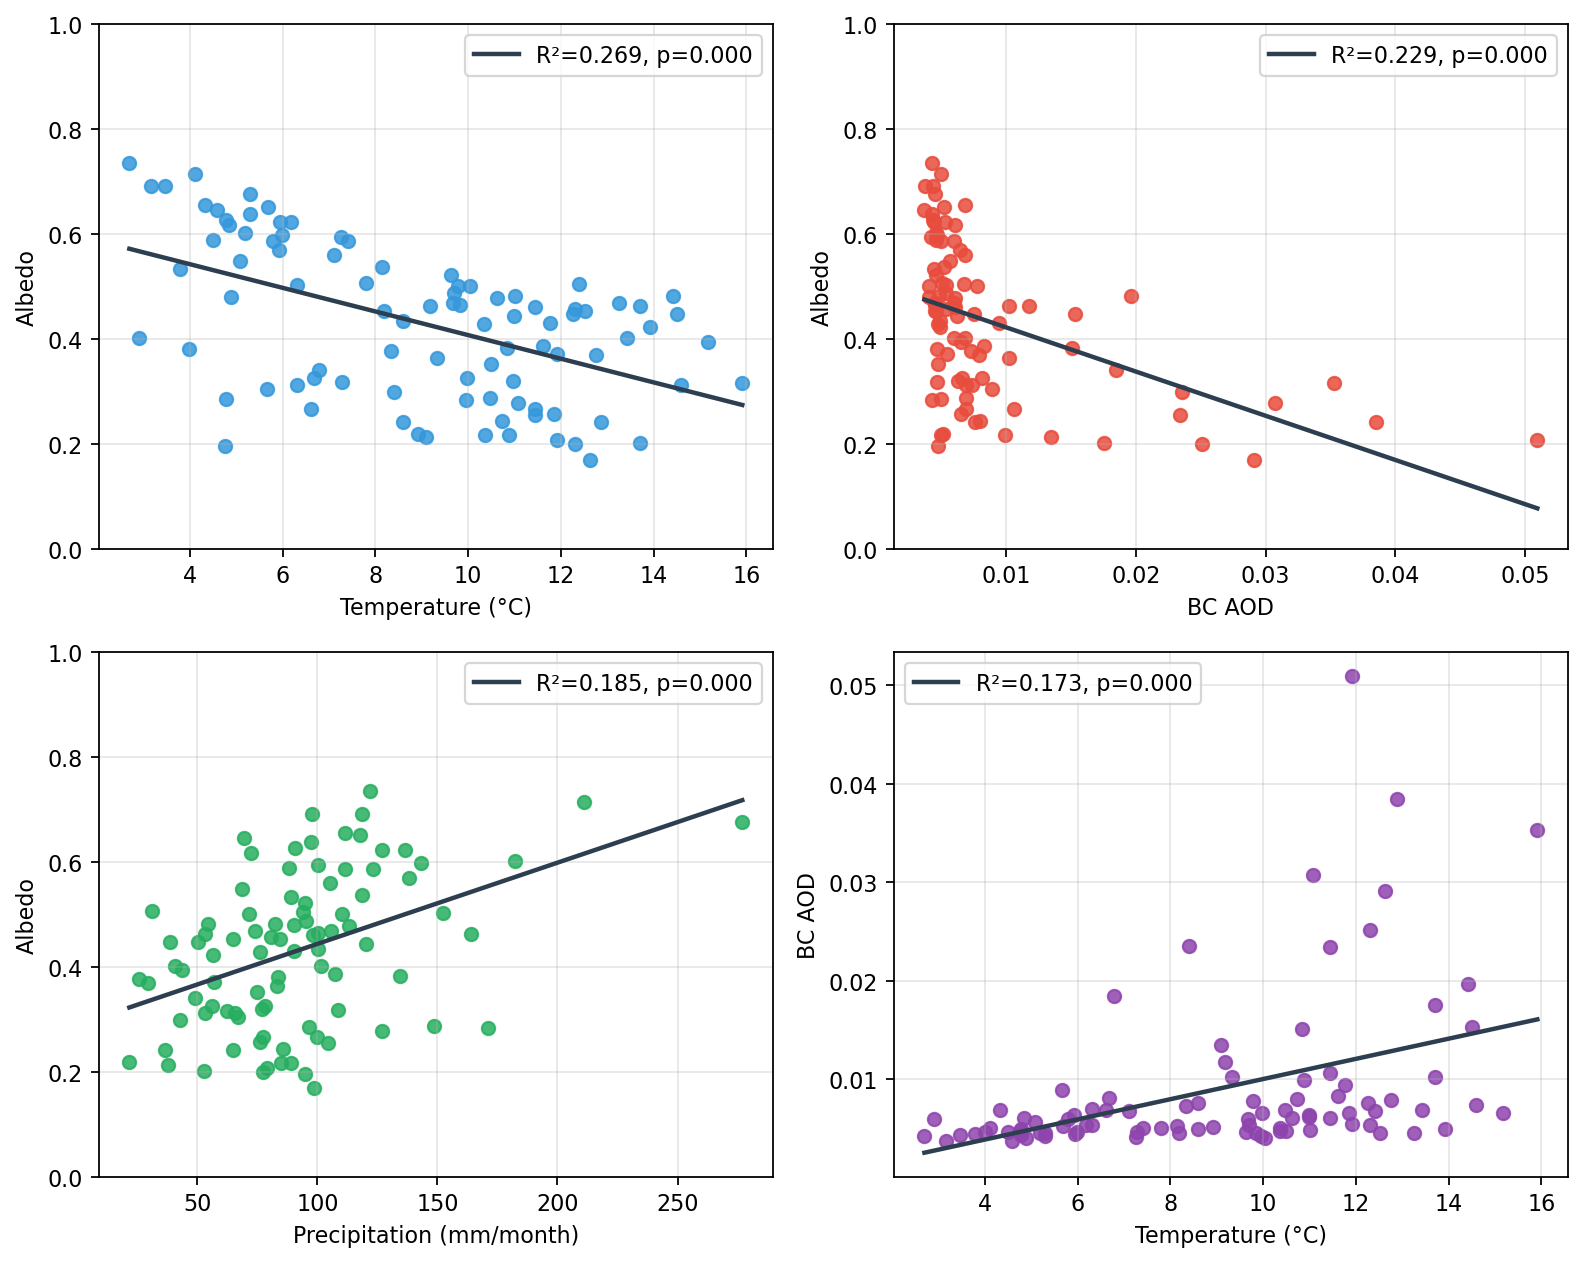 1.0
0.8
0.6
0.4
0.2
0.0
Albedo
R²=0.269, p=0.000
4 6 8 10 12 14 16
Temperature (°C)
1.0
0.8
0.6
0.4
0.2
0.0
Albedo
R²=0.229, p=0.000
0.01 0.02 0.03 0.04 0.05
BC AOD
1.0
0.8
0.6
0.4
0.2
0.0
Albedo
R²=0.185, p=0.000
50 100 150 200 250
Precipitation (mm/month)
0.05
0.04
0.03
0.02
0.01
BC AOD
R²=0.173, p=0.000
4 6 8 10 12 14 16
Temperature (°C)